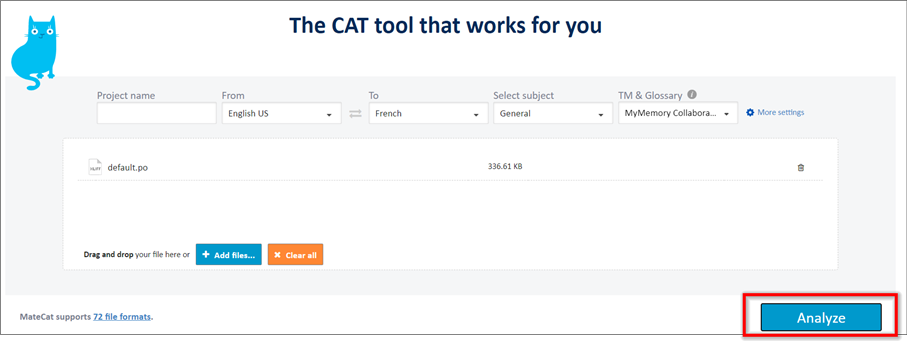 The CAT tool that works for you
Project name From To Select subject TM & Glossary i
English US French General MyMemory Collabora... More settings
default.po 336.61 KB
Drag and drop your file here or + Add files... × Clear all
MateCat supports 72 file formats.
Analyze